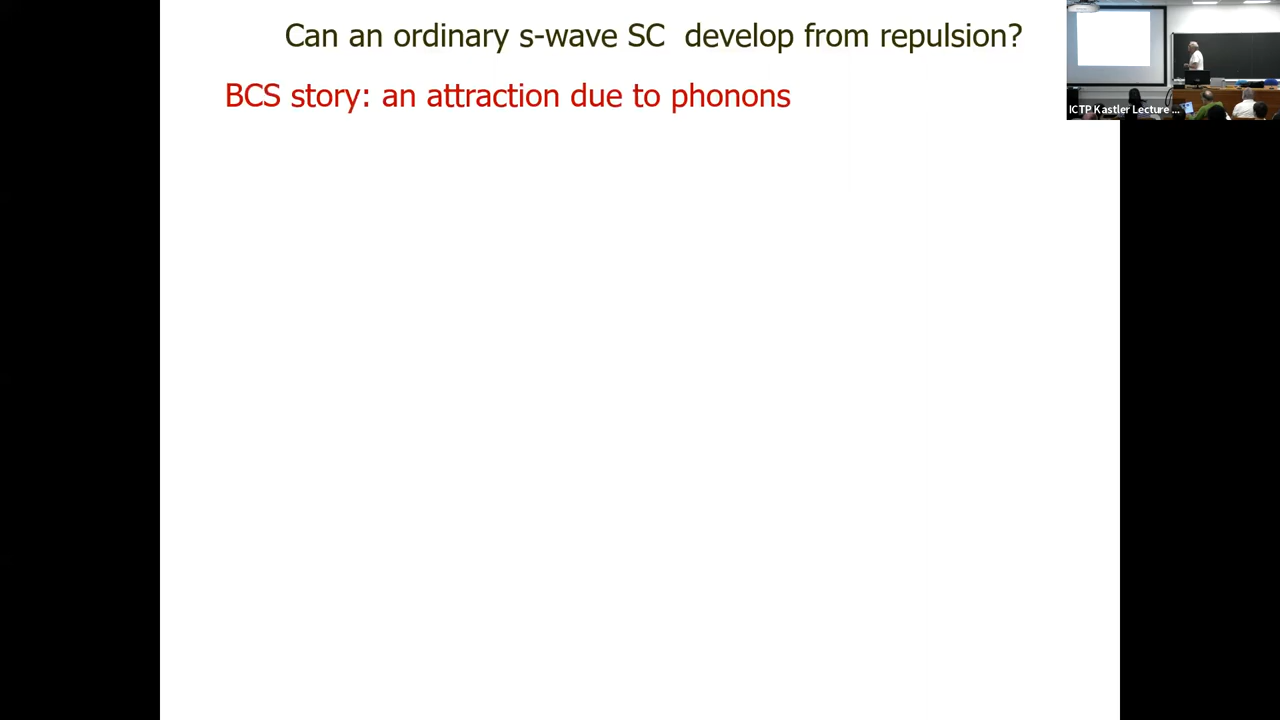 Can an ordinary s-wave SC develop from repulsion?
BCS story: an attraction due to phonons
ICTP Kastler Lecture ...